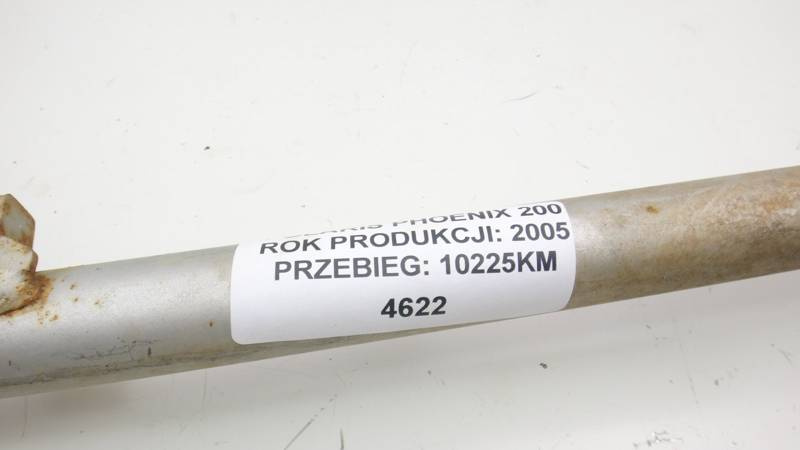 PHOENIX 200
ROK PRODUKCJI: 2005
PRZEBIEG: 10225KM
4622